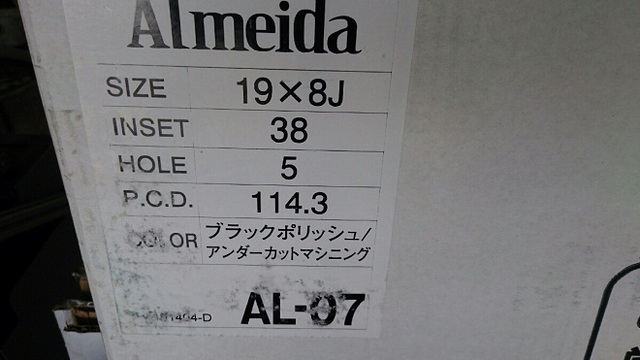 Almeida
SIZE 19×8J
INSET 38
HOLE 5
P.C.D. 114.3
COLOR ブラックポリッシュ/
アンダーカットマシニング
AL-07